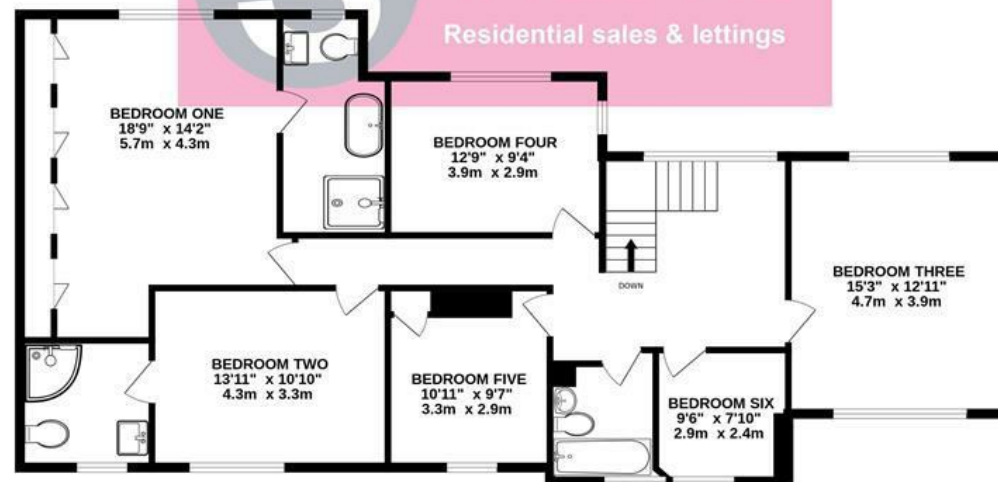 Residential sales & lettings
BEDROOM ONE
18'9" x 14'2"
5.7m x 4.3m
BEDROOM FOUR
12'9" x 9'4"
3.9m x 2.9m
BEDROOM THREE
15'3" x 12'11"
4.7m x 3.9m
DOWN
BEDROOM TWO
13'11" x 10'10"
4.3m x 3.3m
BEDROOM FIVE
10'11" x 9'7"
3.3m x 2.9m
BEDROOM SIX
9'6" x 7'10"
2.9m x 2.4m